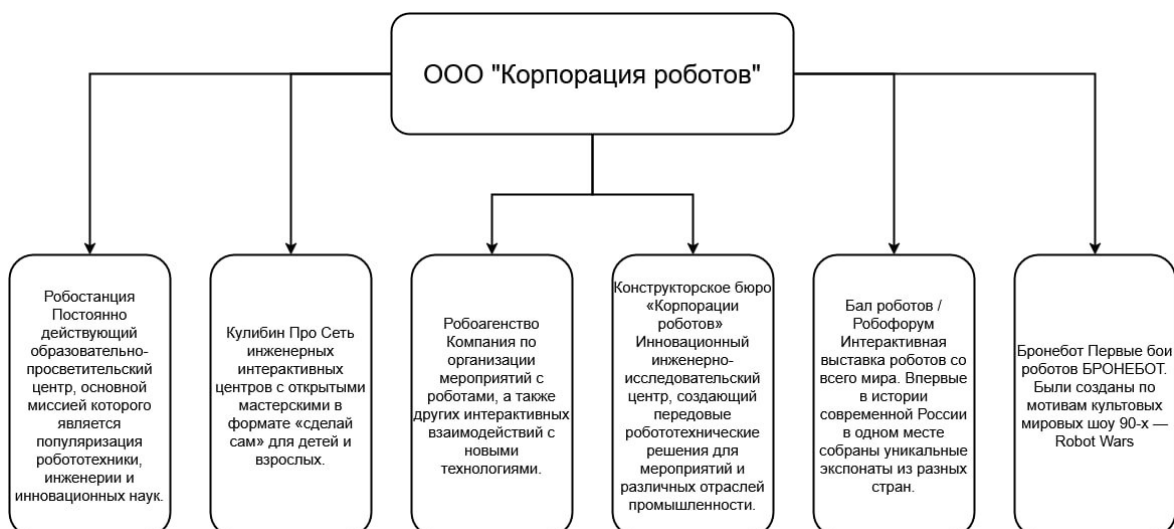 ООО "Корпорация роботов"
Робостанция
Постоянно
действующий
образовательно-
просветительский
центр, основной
миссией которого
является
популяризация
робототехники,
инженерии и
инновационных наук.
Кулибин Про Сеть
инженерных
интерактивных
центров с открытыми
мастерскими в
формате «сделай
сам» для детей и
взрослых.
Робоагенство
Компания по
организации
мероприятий с
роботами, а также
других интерактивных
взаимодействий с
новыми
технологиями.
Конструкторское бюро
«Корпорации
роботов»
Инновационный
инженерно-
исследовательский
центр, создающий
передовые
робототехнические
решения для
мероприятий и
различных отраслей
промышленности.
Бал роботов /
Робофорум
Интерактивная
выставка роботов со
всего мира. Впервые
в истории
современной России
в одном месте
собраны уникальные
экспонаты из разных
стран.
Бронебот Первые бои
роботов БРОНЕБОТ.
Были созданы по
мотивам культовых
мировых шоу 90-х —
Robot Wars